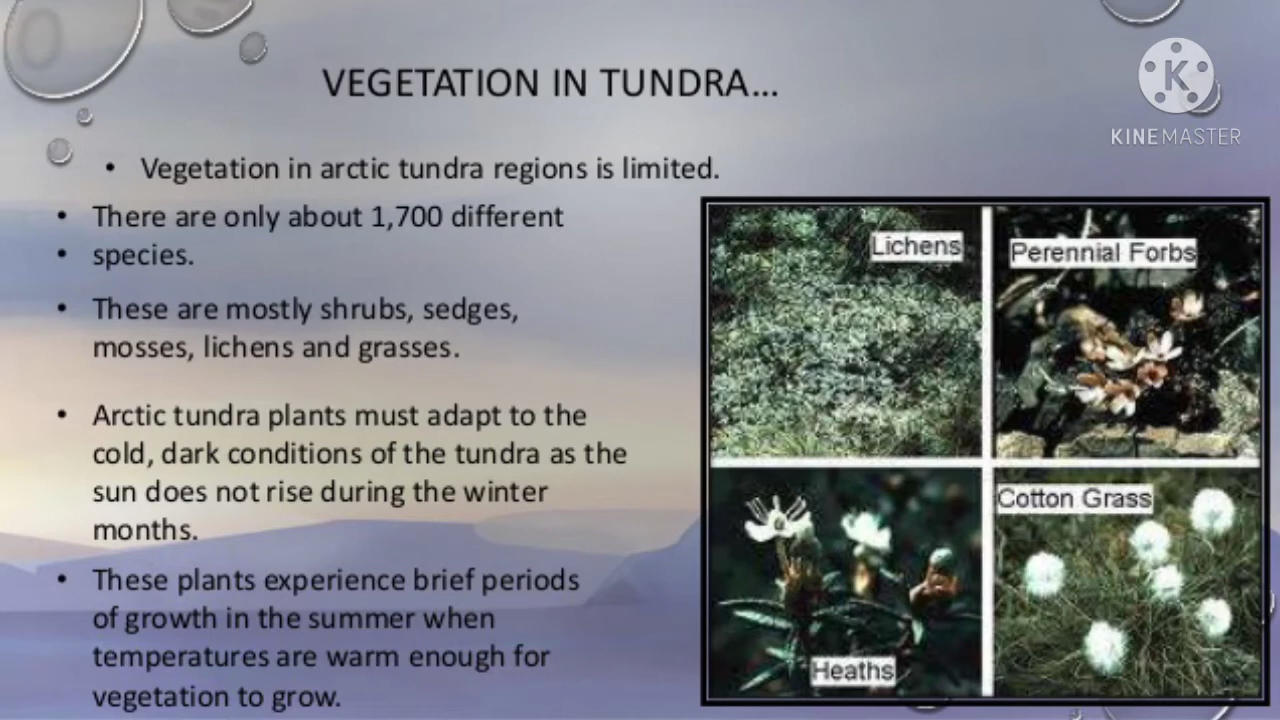 VEGETATION IN TUNDRA...
KINEMASTER
• Vegetation in arctic tundra regions is limited.
• There are only about 1,700 different
• species.
• These are mostly shrubs, sedges,
mosses, lichens and grasses.
• Arctic tundra plants must adapt to the
cold, dark conditions of the tundra as the
sun does not rise during the winter
months.
• These plants experience brief periods
of growth in the summer when
temperatures are warm enough for
vegetation to grow.
Lichens
Perennial Forbs
Heaths
Cotton Grass